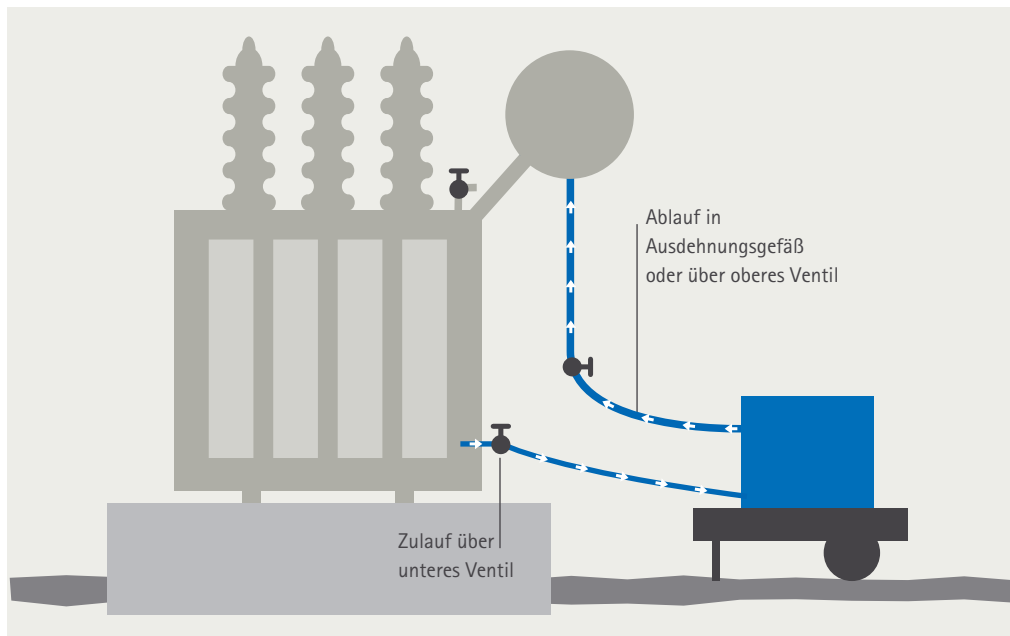 Ablauf in
Ausdehnungsgefäß
oder über oberes Ventil
Zulauf über
unteres Ventil